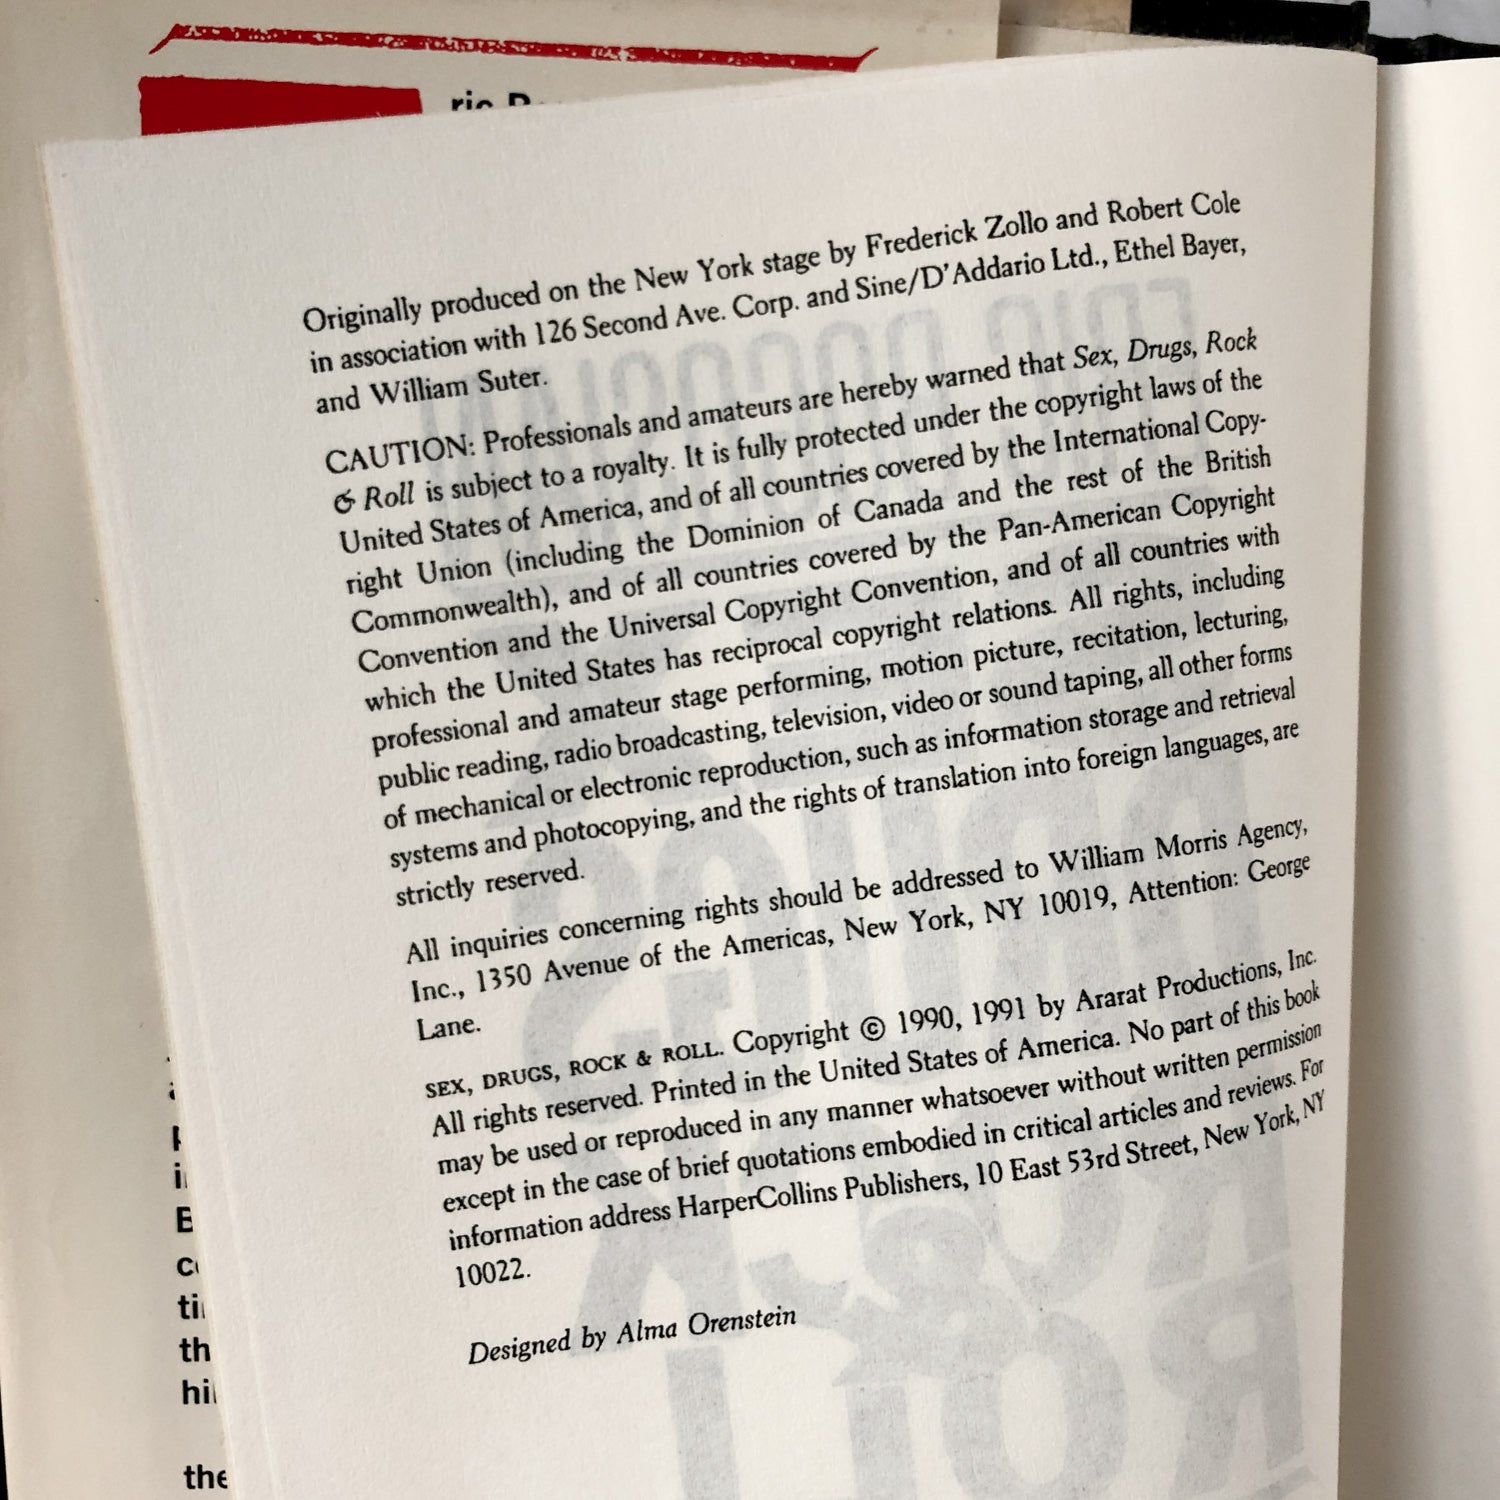 ric
Originally produced on the New York stage by Frederick Zollo and Robert Cole
in association with 126 Second Ave. Corp. and Sine/D'Addario Ltd., Ethel Bayer,
and William Suter.
CAUTION: Professionals and amateurs are hereby warned that Sex, Drugs, Rock
& Roll is subject to a royalty. It is fully protected under the copyright laws of the
United States of America, and of all countries covered by the International Copy-
right Union (including the Dominion of Canada and the rest of the British
Commonwealth), and of all countries covered by the Pan-American Copyright
Convention and the Universal Copyright Convention, and of all countries with
which the United States has reciprocal copyright relations. All rights, including
professional and amateur stage performing, motion picture, recitation, lecturing,
public reading, radio broadcasting, television, video or sound taping, all other forms
of mechanical or electronic reproduction, such as information storage and retrieval
systems and photocopying, and the rights of translation into foreign languages, are
strictly reserved.
All inquiries concerning rights should be addressed to William Morris Agency,
Inc., 1350 Avenue of the Americas, New York, NY 10019, Attention: George
Lane.
SEX, DRUGS, ROCK & ROLL. Copyright © 1990, 1991 by Ararat Productions, Inc.
All rights reserved. Printed in the United States of America. No part of this book
may be used or reproduced in any manner whatsoever without written permission
except in the case of brief quotations embodied in critical articles and reviews. For
information address HarperCollins Publishers, 10 East 53rd Street, New York, NY
10022.
Designed by Alma Orenstein
th
hi
the